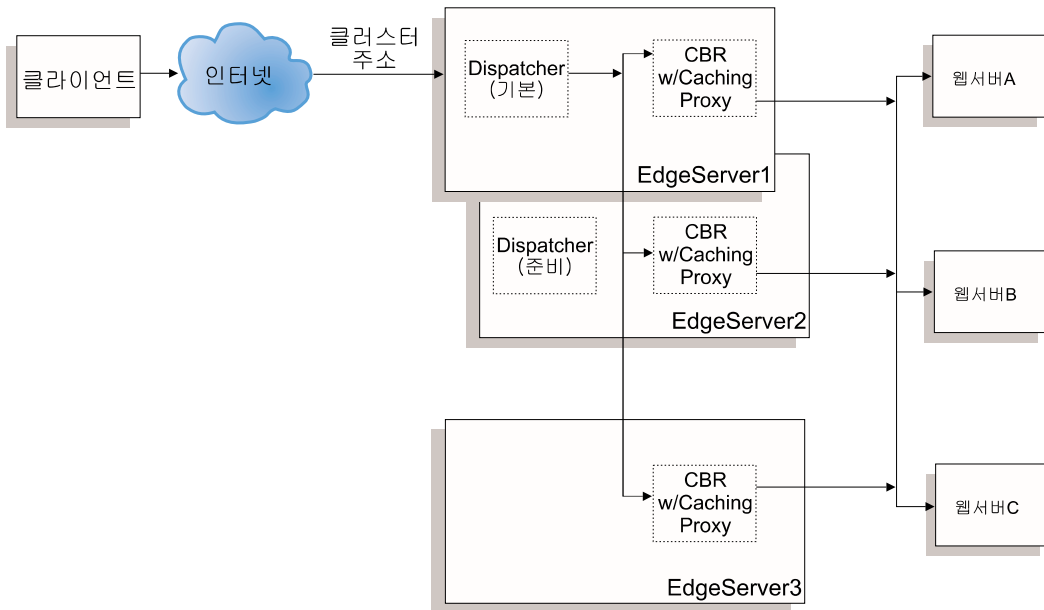 클라이언트
인터넷
클러스터
주소
Dispatcher
(기본)
CBR
w/Caching
Proxy
EdgeServer1
Dispatcher
(준비)
CBR
w/Caching
Proxy
EdgeServer2
CBR
w/Caching
Proxy
EdgeServer3
웹서버A
웹서버B
웹서버C